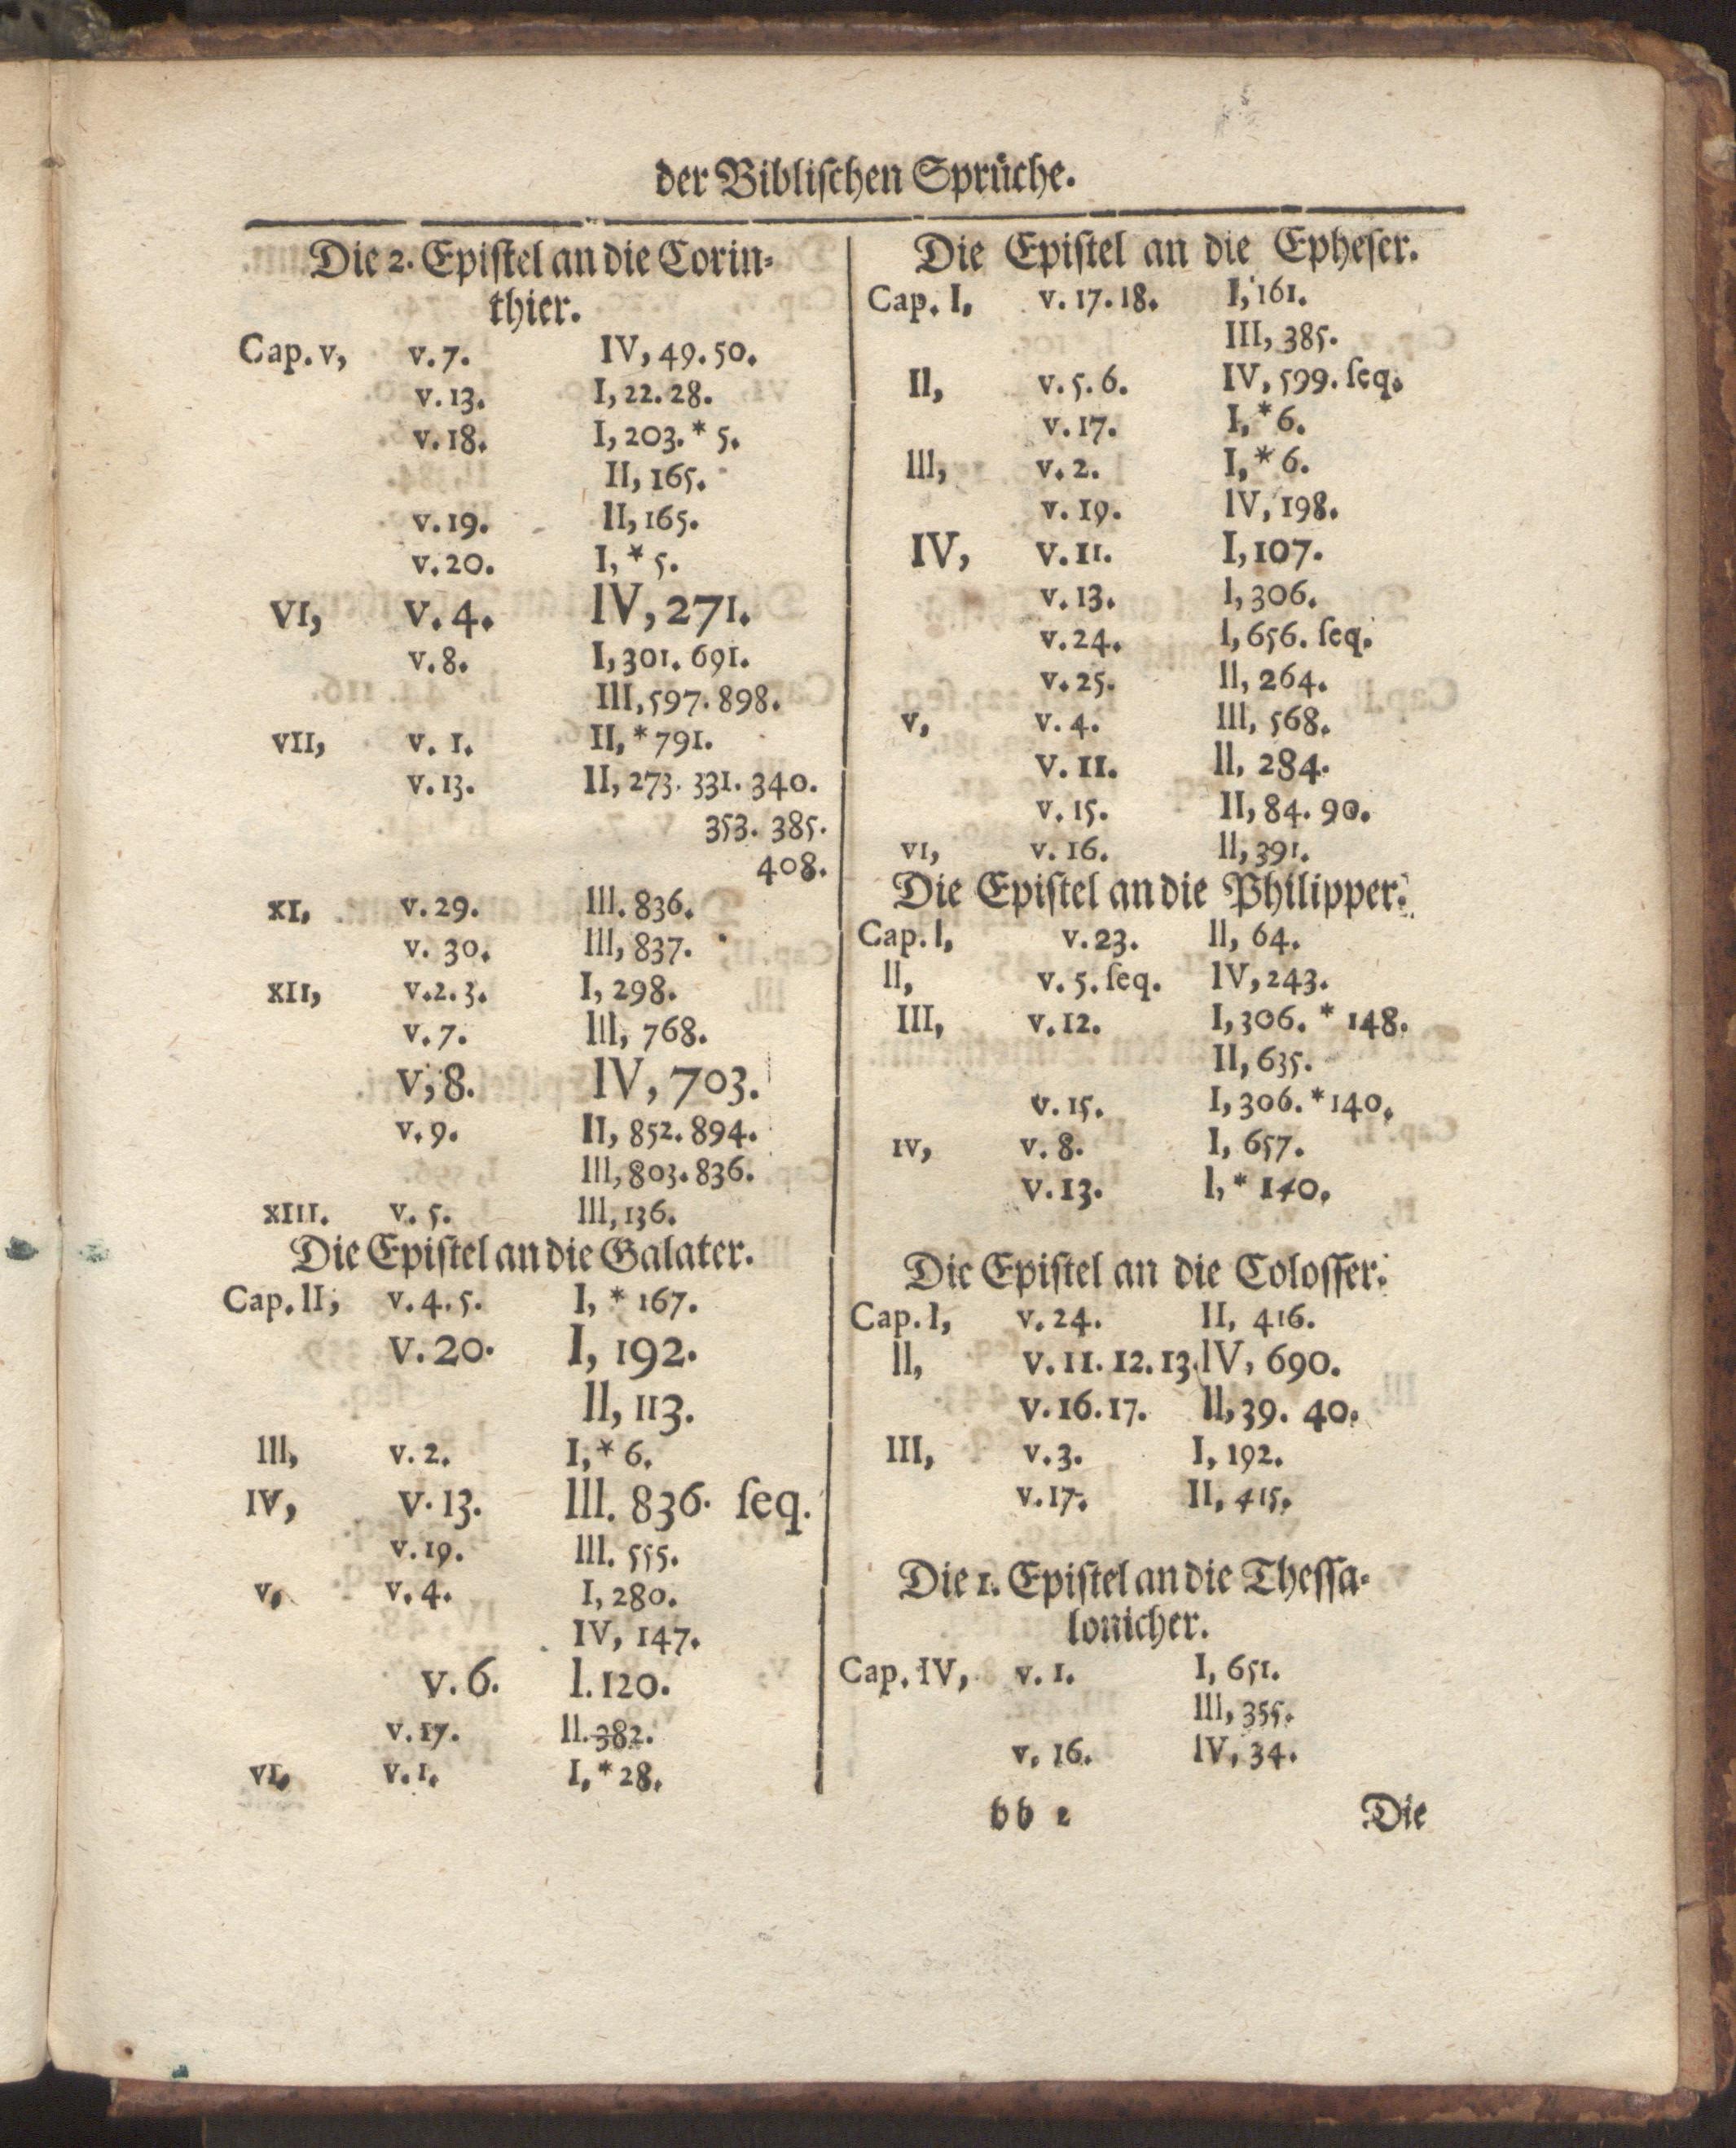 der Bibliſchen Sprüche.
Die 2. Epiſtel an die Corin-
thier.
Cap. v, v. 7. IV, 49. 50.
v. 13. I, 22. 28.
v. 18. I, 203. * 5.
II, 165.
v. 19. II, 165.
v. 20. I, * 5.
VI, v. 4. IV, 271.
v. 8. I, 301. 691.
III, 597. 898.
VII, v. 1. II, * 791.
v. 13. II, 273. 331. 340.
353. 385.
408.
XI, v. 29. III. 836.
v. 30. III, 837.
XII, v. 2. 3. I, 298.
v. 7. III, 768.
v, 8. IV, 703.
v. 9. II, 852. 894.
III, 803. 836.
XIII. v. 5. III, 136.
Die Epiſtel an die Galater.
Cap. II, v. 4. 5. I, * 167.
v. 20. I, 192.
II, 113.
III, v. 2. I, * 6.
IV, v. 13. III. 836. ſeq.
v. 19. III. 555.
v, v. 4. I, 280.
IV, 147.
v. 6. I. 120.
v. 17. II. 382.
VI, v. 1. I, * 28.
Die Epiſtel an die Epheſer.
Cap. I, v. 17. 18. I, 161.
III, 385.
II, v. 5. 6. IV, 599. ſeq.
v. 17. I, * 6.
III, v. 2. I, * 6.
v. 19. IV, 198.
IV, v. 11. I, 107.
v. 13. I, 306.
v. 24. I, 656. ſeq.
v. 25. II, 264.
v, v. 4. III, 568.
v. 11. II, 284.
v. 15. II, 84. 90.
VI, v. 16. II, 391.
Die Epiſtel an die Philipper.
Cap. I, v. 23. II, 64.
II, v. 5. ſeq. IV, 243.
III, v. 12. I, 306. * 148.
II, 635.
v. 15. I, 306. * 140.
IV, v. 8. I, 657.
v. 13. I, * 140.
Die Epiſtel an die Coloſſer.
Cap. I, v. 24. II, 416.
II, v. 11. 12. 13. IV, 690.
v. 16. 17. II, 39. 40.
III, v. 3. I, 192.
v. 17. II, 415.
Die 1. Epiſtel an die Theſſa-
lonicher.
Cap. IV, v. 1. I, 651.
III, 355.
v. 16. IV, 34.
bb 2 Die